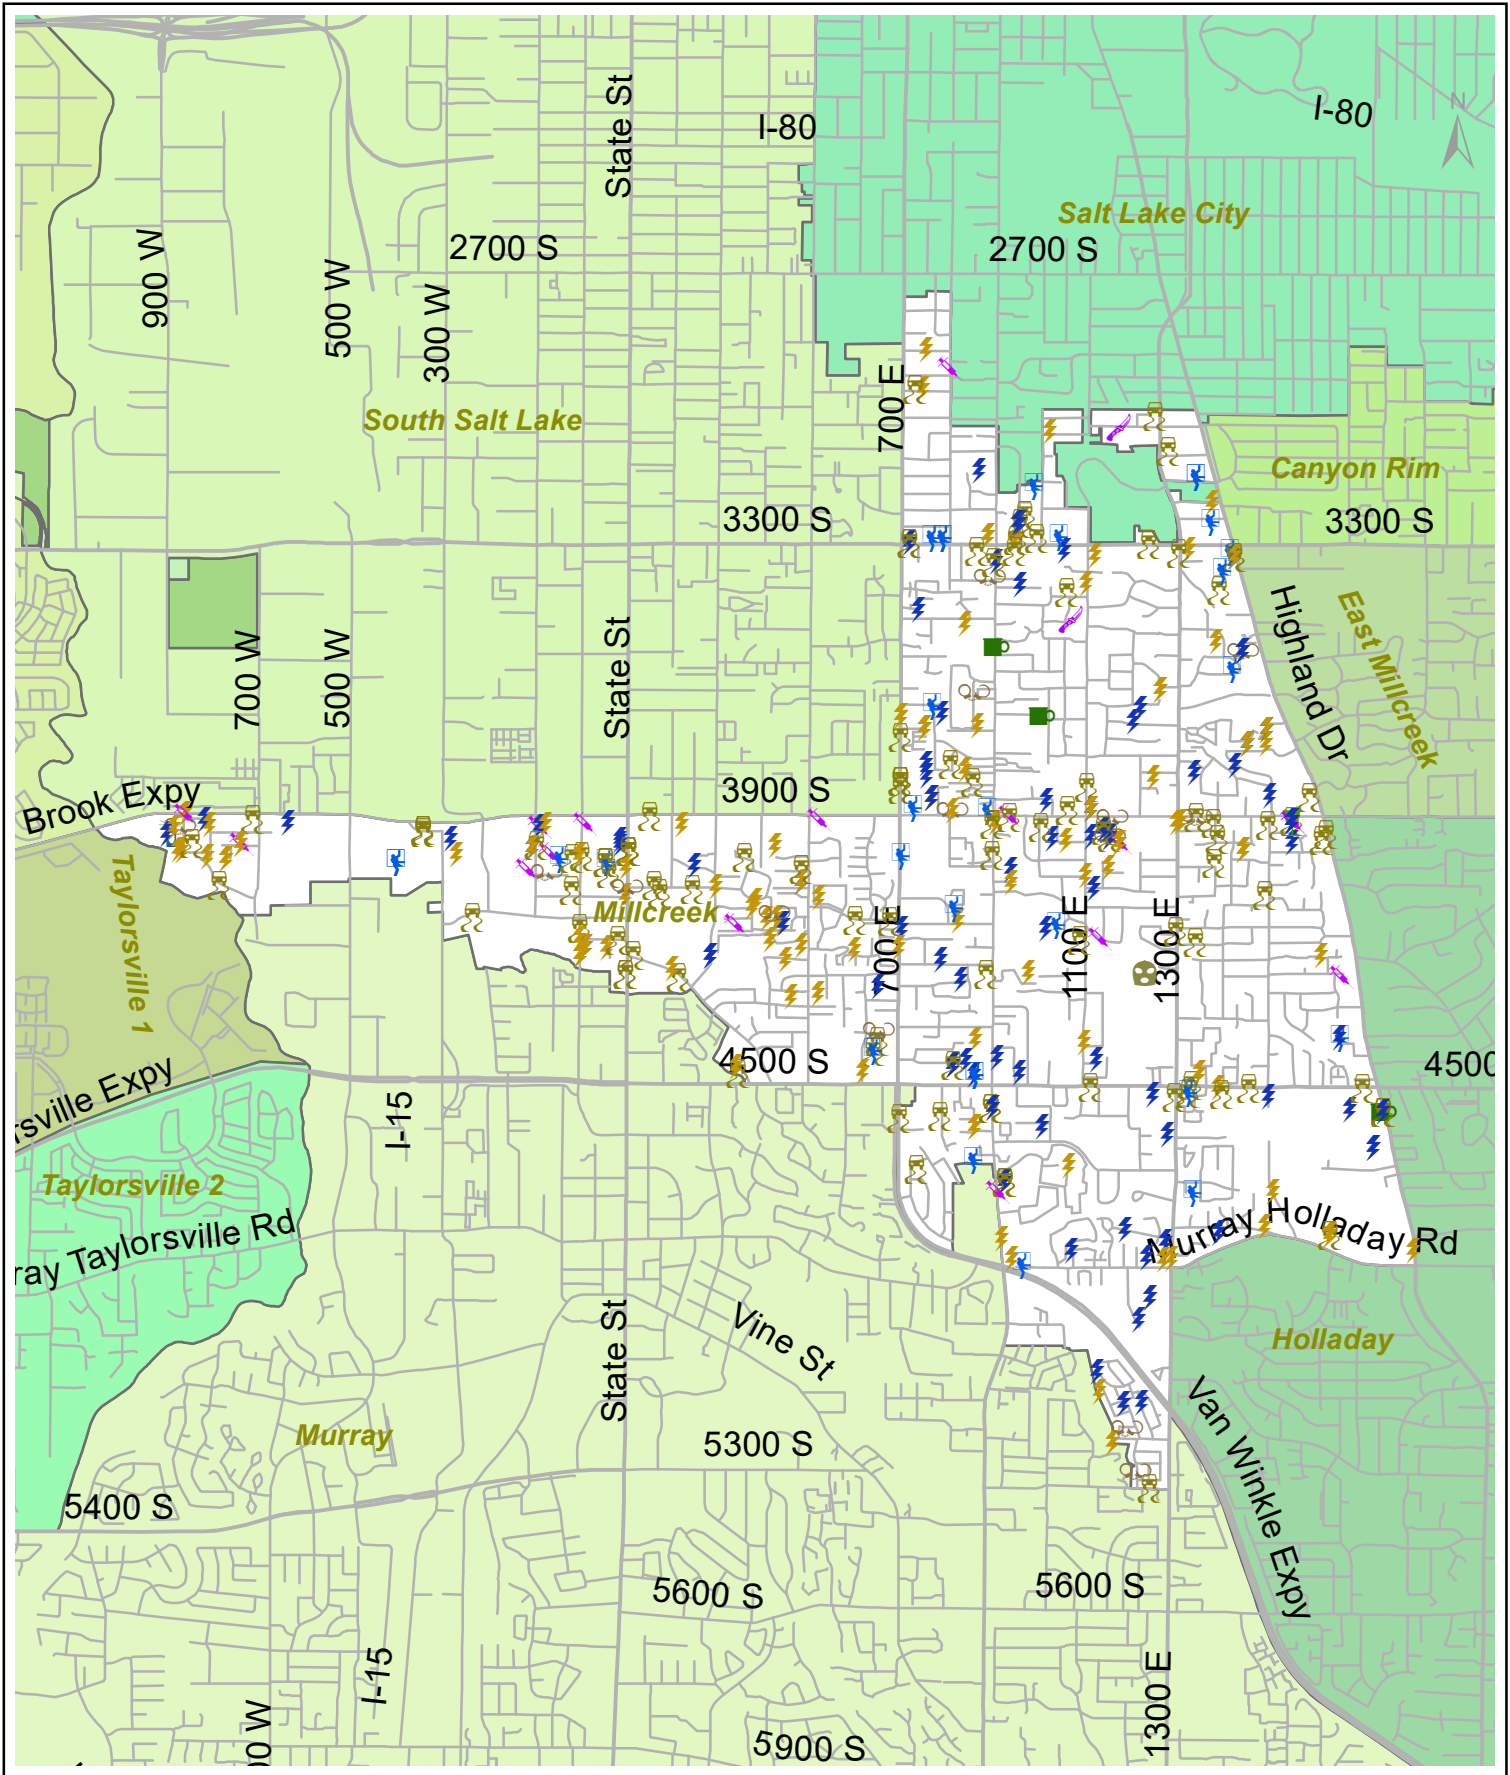 State St
I-80
I-80
N
Salt Lake City
900 W
2700 S
2700 S
500 W
300 W
700 E
South Salt Lake
Canyon Rim
3300 S
3300 S
Highland Dr
East Millcreek
700 W
500 W
State St
Brook Expy
3900 S
Taylorsville 1
Millcreek
700 E
1100 E
1300 E
4500 S
4500
rsville Expy
I-15
Taylorsville 2
ray Taylorsville Rd
Murray Holladay Rd
State St
Vine St
Holladay
Murray
5300 S
Van Winkle Expy
5400 S
5600 S
5600 S
I-15
00 W
1300 E
5900 S